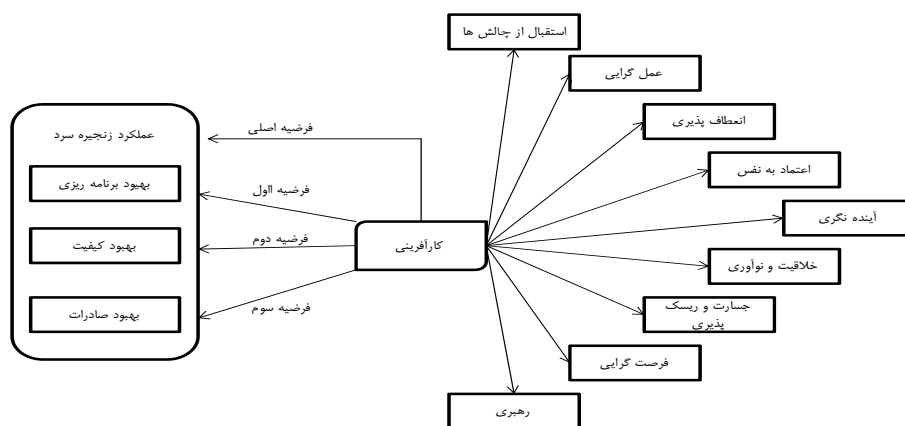 استقبال از چالش ها
عمل گرایی
انعطاف پذیری
اعتماد به نفس
آینده نگری
خلاقیت و نوآوری
جسارت و ریسک
پذیری
فرصت گرایی
رهبری
کارآفرینی
فرضیه اصلی
فرضیه ااول
فرضیه دوم
فرضیه سوم
عملکرد زنجیره سرد
بهبود برنامه ریزی
بهبود کیفیت
بهبود صادرات